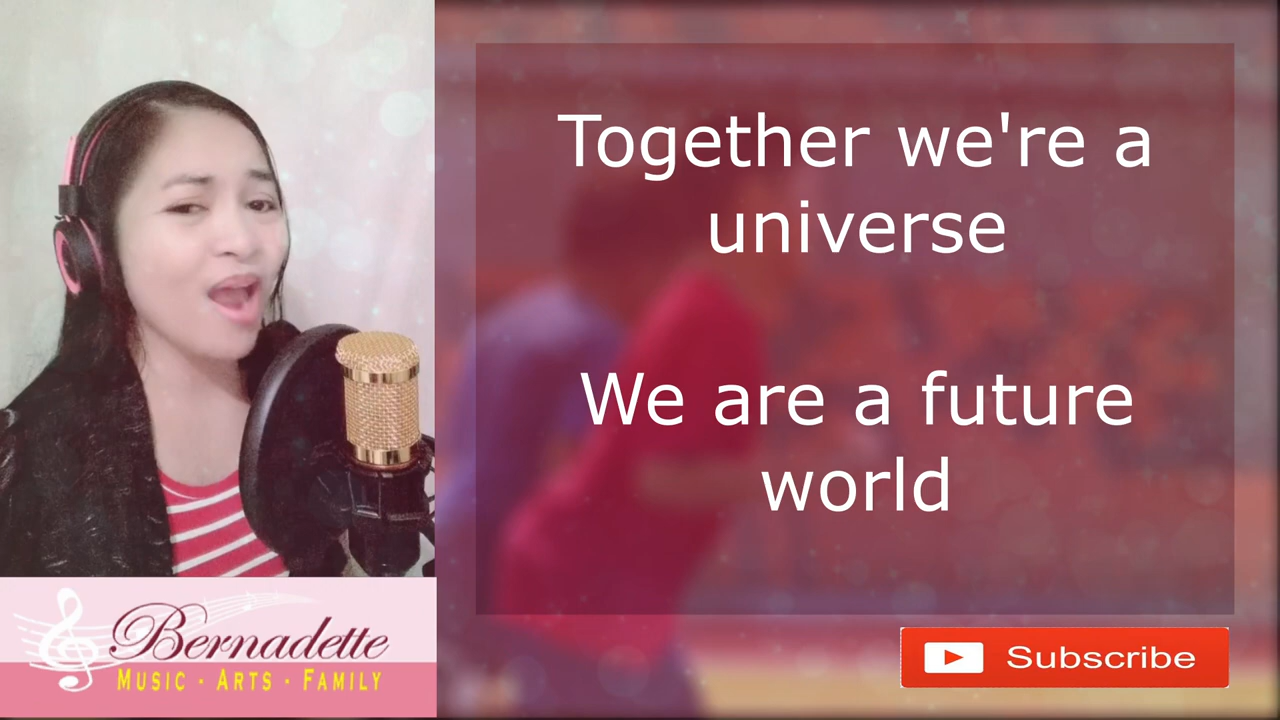 Together we're a
universe
We are a future
world
Bernadette
MUSIC · ARTS · FAMILY
Subscribe